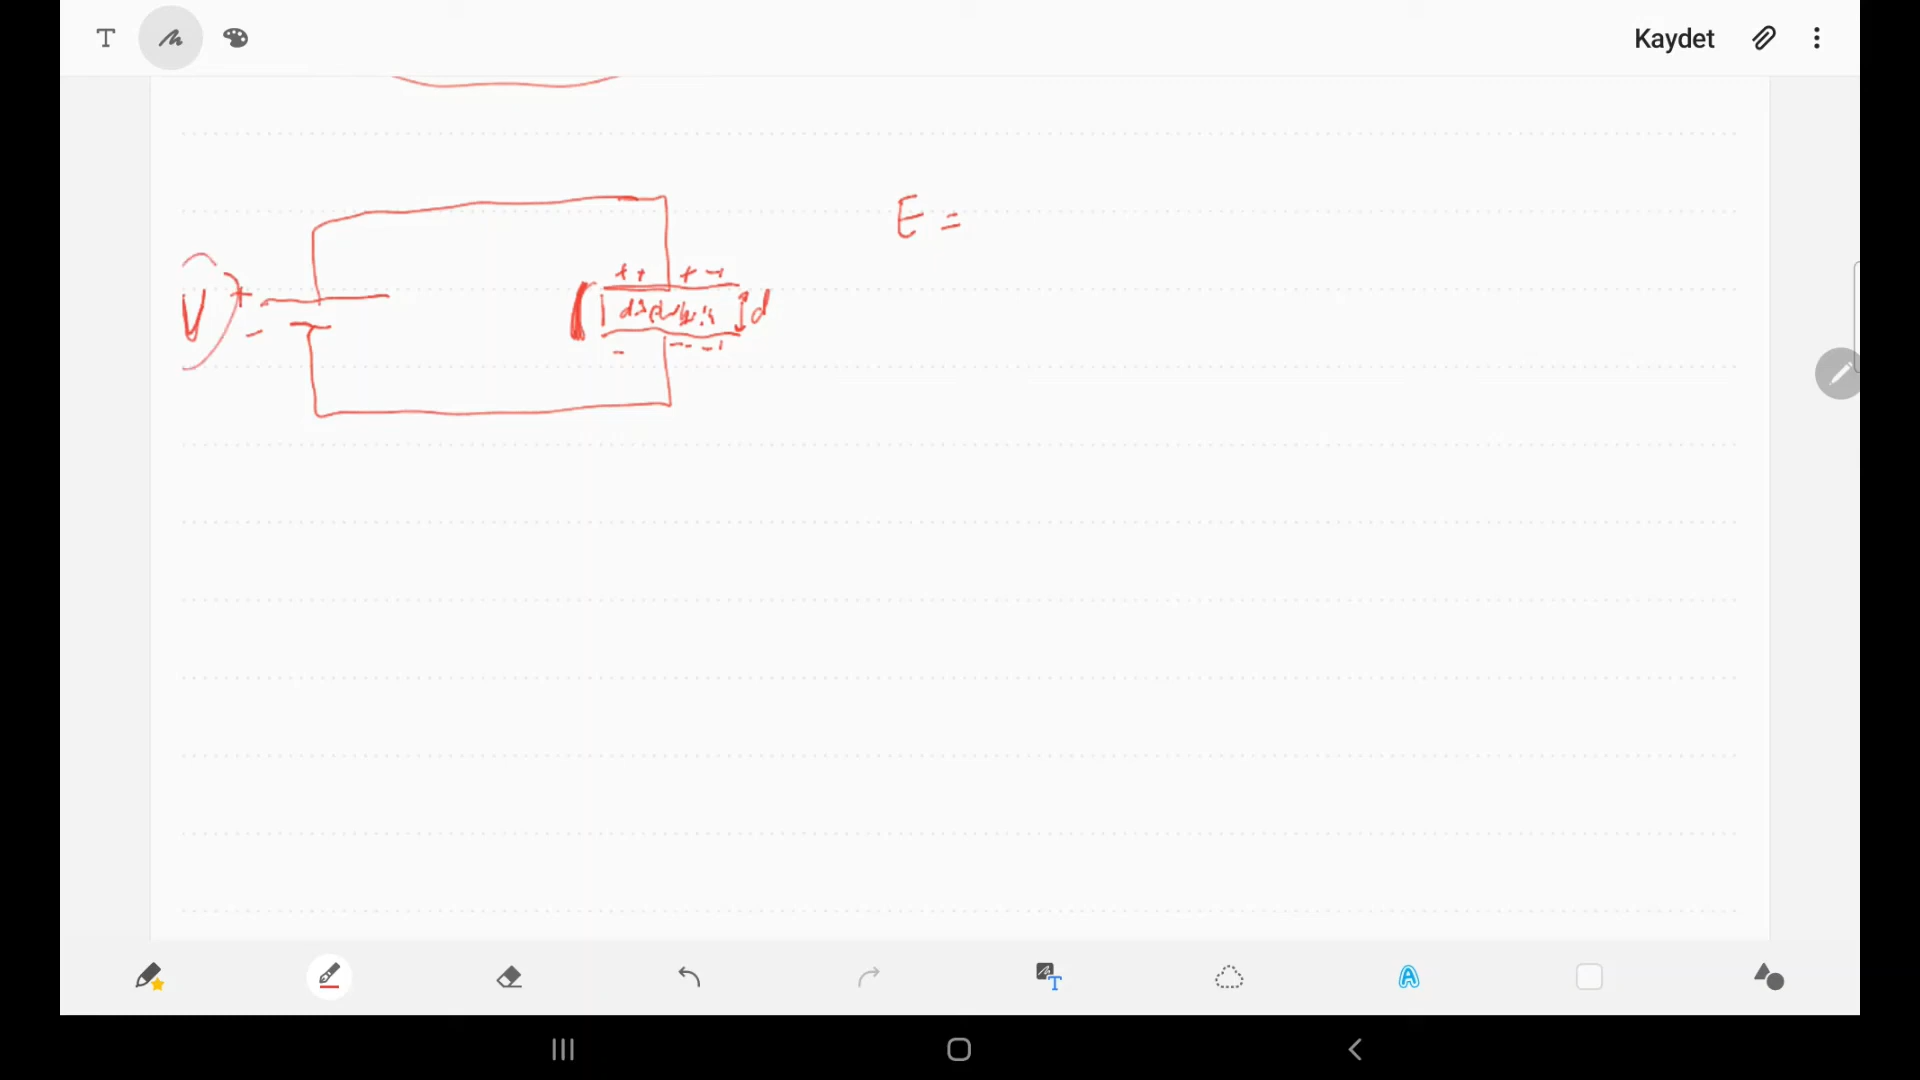 Kaydet
E =
+ + + +
V + d
-
- - - -